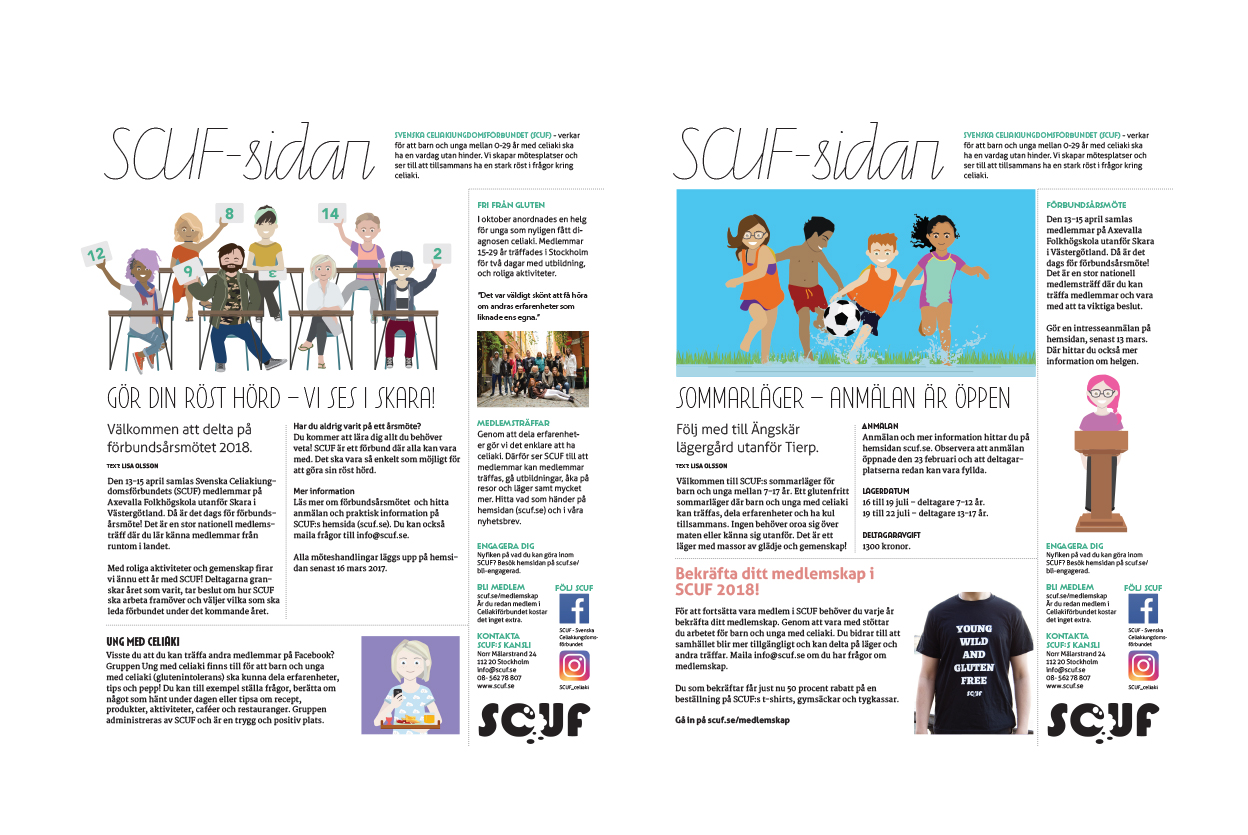 SCUF-sidan
SVENSKA CELIAKIUNGDOMSFÖRBUNDET (SCUF) - verkar
för att barn och unga mellan 0-29 år med celiaki ska
ha en vardag utan hinder. Vi skapar mötesplatser och
ser till att tillsammans ha en stark röst i frågor kring
celiaki.
12
8
9
3
14
2
GÖR DIN RÖST HÖRD – VI SES I SKARA!
Välkommen att delta på
förbundsårsmötet 2018.
TEXT: LISA OLSSON
Den 13-15 april samlas Svenska Celiakiung-
domsförbundets (SCUF) medlemmar på
Axevalla Folkhögskola utanför Skara i
Västergötland. Då är det dags för förbunds-
årsmöte! Det är en stor nationell medlems-
träff där du lär känna medlemmar från
runtom i landet.
Med roliga aktiviteter och gemenskap firar
vi ännu ett år med SCUF! Deltagarna gran-
skar året som varit, tar beslut om hur SCUF
ska arbeta framöver och väljer vilka som ska
leda förbundet under det kommande året.
Har du aldrig varit på ett årsmöte?
Du kommer att lära dig allt du behöver
veta! SCUF är ett förbund där alla kan vara
med. Det ska vara så enkelt som möjligt för
att göra sin röst hörd.
Mer information
Läs mer om förbundsårsmötet och hitta
anmälan och praktisk information på
SCUF:s hemsida (scuf.se). Du kan också
maila frågor till info@scuf.se.
Alla möteshandlingar läggs upp på hemsi-
dan senast 16 mars 2017.
UNG MED CELIAKI
Visste du att du kan träffa andra medlemmar på Facebook?
Gruppen Ung med celiaki finns till för att barn och unga
med celiaki (glutenintolerans) ska kunna dela erfarenheter,
tips och pepp! Du kan till exempel ställa frågor, berätta om
något som hänt under dagen eller tipsa om recept,
produkter, aktiviteter, caféer och restauranger. Gruppen
administreras av SCUF och är en trygg och positiv plats.
FRI FRÅN GLUTEN
I oktober anordnades en helg
för unga som nyligen fått di-
agnosen celiaki. Medlemmar
15-29 år träffades i Stockholm
för två dagar med utbildning,
och roliga aktiviteter.
"Det var väldigt skönt att få höra
om andras erfarenheter som
liknade ens egna."
MEDLEMSTRÄFFAR
Genom att dela erfarenhet-
er gör vi det enklare att ha
celiaki. Därför ser SCUF till att
medlemmar kan medlemmar
träffas, gå utbildningar, åka på
resor och läger samt mycket
mer. Hitta vad som händer på
hemsidan (scuf.se) och i våra
nyhetsbrev.
ENGAGERA DIG
Nyfiken på vad du kan göra inom
SCUF? Besök hemsidan på scuf.se/
bli-engagerad.
BLI MEDLEM
scuf.se/medlemskap
Är du redan medlem i
Celiakiförbundet kostar
det inget extra.
KONTAKTA
SCUF:S KANSLI
Norr Mälarstrand 24
112 20 Stockholm
info@scuf.se
08- 562 78 807
www.scuf.se
FÖLJ SCUF
SCUF - Svenska
Celiakiungdoms-
förbundet
SCUF_celiaki
SCUF
SCUF-sidan
SVENSKA CELIAKIUNGDOMSFÖRBUNDET (SCUF) - verkar
för att barn och unga mellan 0-29 år med celiaki ska
ha en vardag utan hinder. Vi skapar mötesplatser och
ser till att tillsammans ha en stark röst i frågor kring
celiaki.
SOMMARLÄGER – ANMÄLAN ÄR ÖPPEN
Följ med till Ängskär
lägergård utanför Tierp.
TEXT: LISA OLSSON
Välkommen till SCUF:s sommarläger för
barn och unga mellan 7-17 år. Ett glutenfritt
sommarläger där barn och unga med celiaki
kan träffas, dela erfarenheter och ha kul
tillsammans. Ingen behöver oroa sig över
maten eller känna sig utanför. Det är ett
läger med massor av glädje och gemenskap!
ANMÄLAN
Anmälan och mer information hittar du på
hemsidan scuf.se. Observera att anmälan
öppnade den 23 februari och att deltagar-
platserna redan kan vara fyllda.
LÄGERDATUM
16 till 19 juli – deltagare 7-12 år.
19 till 22 juli – deltagare 13-17 år.
DELTAGARAVGIFT
1300 kronor.
Bekräfta ditt medlemskap i
SCUF 2018!
För att fortsätta vara medlem i SCUF behöver du varje år
bekräfta ditt medlemskap. Genom att vara med stöttar
du arbetet för barn och unga med celiaki. Du bidrar till att
samhället blir mer tillgängligt och kan delta på läger och
andra träffar. Maila info@scuf.se om du har frågor om
medlemskap.
Du som bekräftar får just nu 50 procent rabatt på en
beställning på SCUF:s t-shirts, gymsäckar och tygkassar.
Gå in på scuf.se/medlemskap
YOUNG
WILD
AND
GLUTEN
FREE
SCUF
FÖRBUNDSÅRSMÖTE
Den 13-15 april samlas
medlemmar på Axevalla
Folkhögskola utanför Skara
i Västergötland. Då är det
dags för förbundsårsmöte!
Det är en stor nationell
medlemsträff där du kan
träffa medlemmar och vara
med att ta viktiga beslut.
Gör en intresseanmälan på
hemsidan, senast 13 mars.
Där hittar du också mer
information om helgen.
ENGAGERA DIG
Nyfiken på vad du kan göra inom
SCUF? Besök hemsidan på scuf.se/
bli-engagerad.
BLI MEDLEM
scuf.se/medlemskap
Är du redan medlem i
Celiakiförbundet kostar
det inget extra.
KONTAKTA
SCUF:S KANSLI
Norr Mälarstrand 24
112 20 Stockholm
info@scuf.se
08- 562 78 807
www.scuf.se
FÖLJ SCUF
SCUF - Svenska
Celiakiungdoms-
förbundet
SCUF_celiaki
SCUF